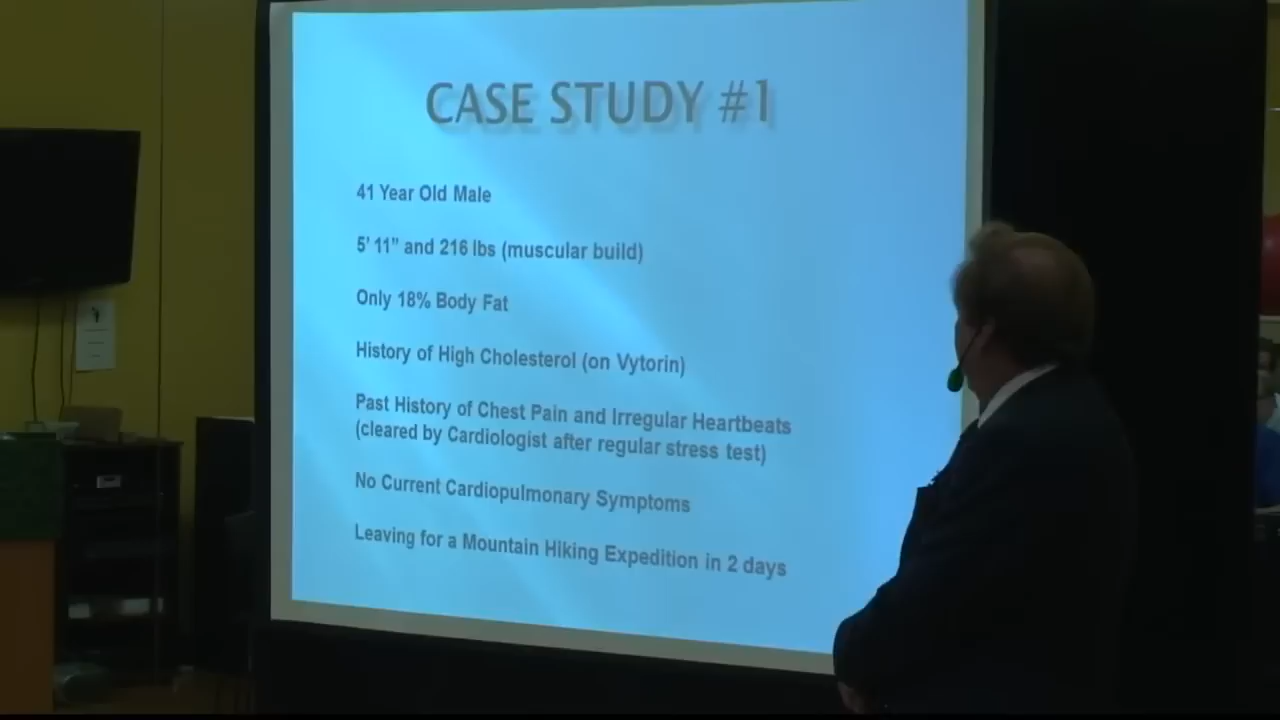 CASE STUDY #1
41 Year Old Male
5' 11" and 216 lbs (muscular build)
Only 18% Body Fat
History of High Cholesterol (on Vytorin)
Past History of Chest Pain and Irregular Heartbeats
(cleared by Cardiologist after regular stress test)
No Current Cardiopulmonary Symptoms
Leaving for a Mountain Hiking Expedition in 2 days